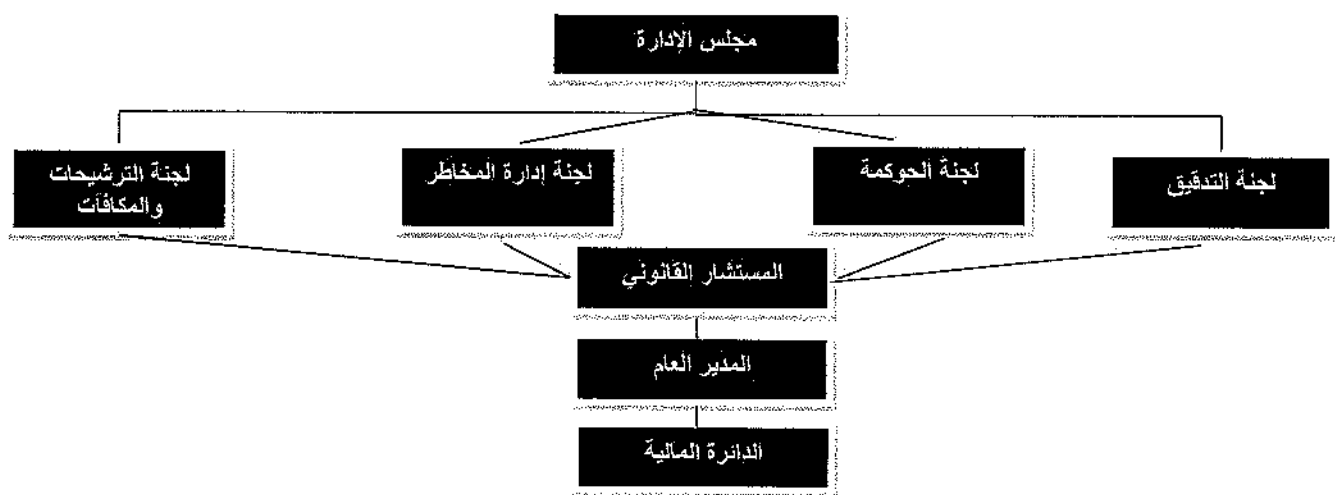 مجلس الإدارة
لجنة التدقيق
لجنة الحوكمة
لجنة إدارة المخاطر
لجنة الترشيحات
والمكافآت
المستشار القانوني
المدير العام
الدائرة المالية